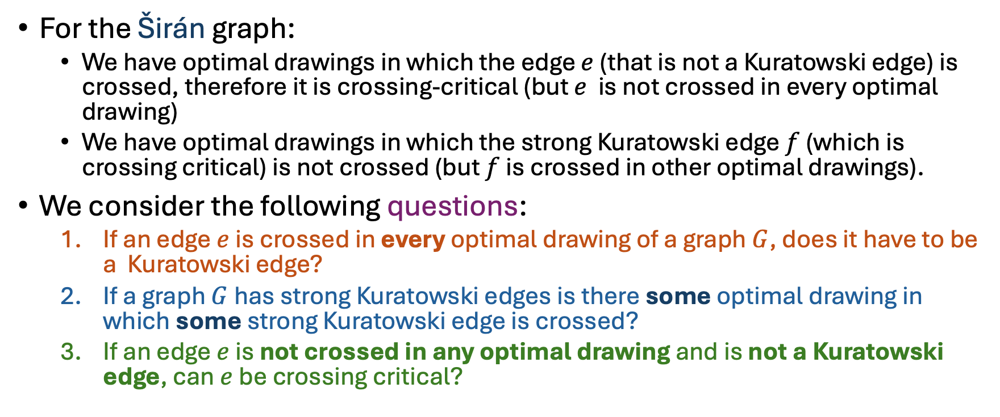 • For the Širán graph:
• We have optimal drawings in which the edge 𝑒 (that is not a Kuratowski edge) is
crossed, therefore it is crossing-critical (but 𝑒 is not crossed in every optimal
drawing)
• We have optimal drawings in which the strong Kuratowski edge 𝑓 (which is
crossing critical) is not crossed (but 𝑓 is crossed in other optimal drawings).
• We consider the following questions:
1. If an edge 𝑒 is crossed in every optimal drawing of a graph 𝐺, does it have to be
a Kuratowski edge?
2. If a graph 𝐺 has strong Kuratowski edges is there some optimal drawing in
which some strong Kuratowski edge is crossed?
3. If an edge 𝑒 is not crossed in any optimal drawing and is not a Kuratowski
edge, can 𝑒 be crossing critical?